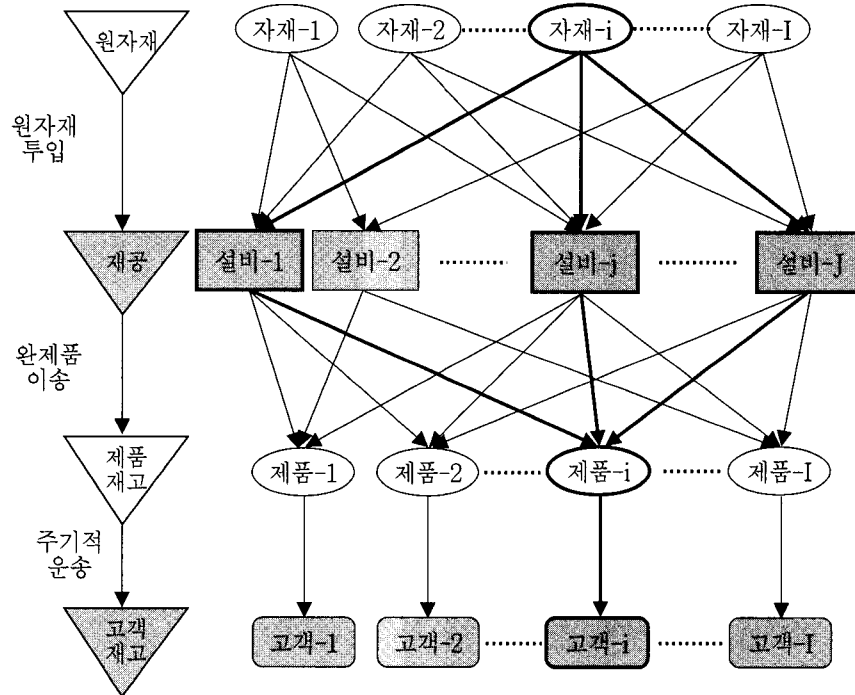 원자재
자재-1
자재-2
자재-i
자재-I
원자재
투입
재공
설비-1
설비-2
설비-j
설비-J
완제품
이송
제품
재고
제품-1
제품-2
제품-i
제품-I
주기적
운송
고객
재고
고객-1
고객-2
고객-i
고객-I